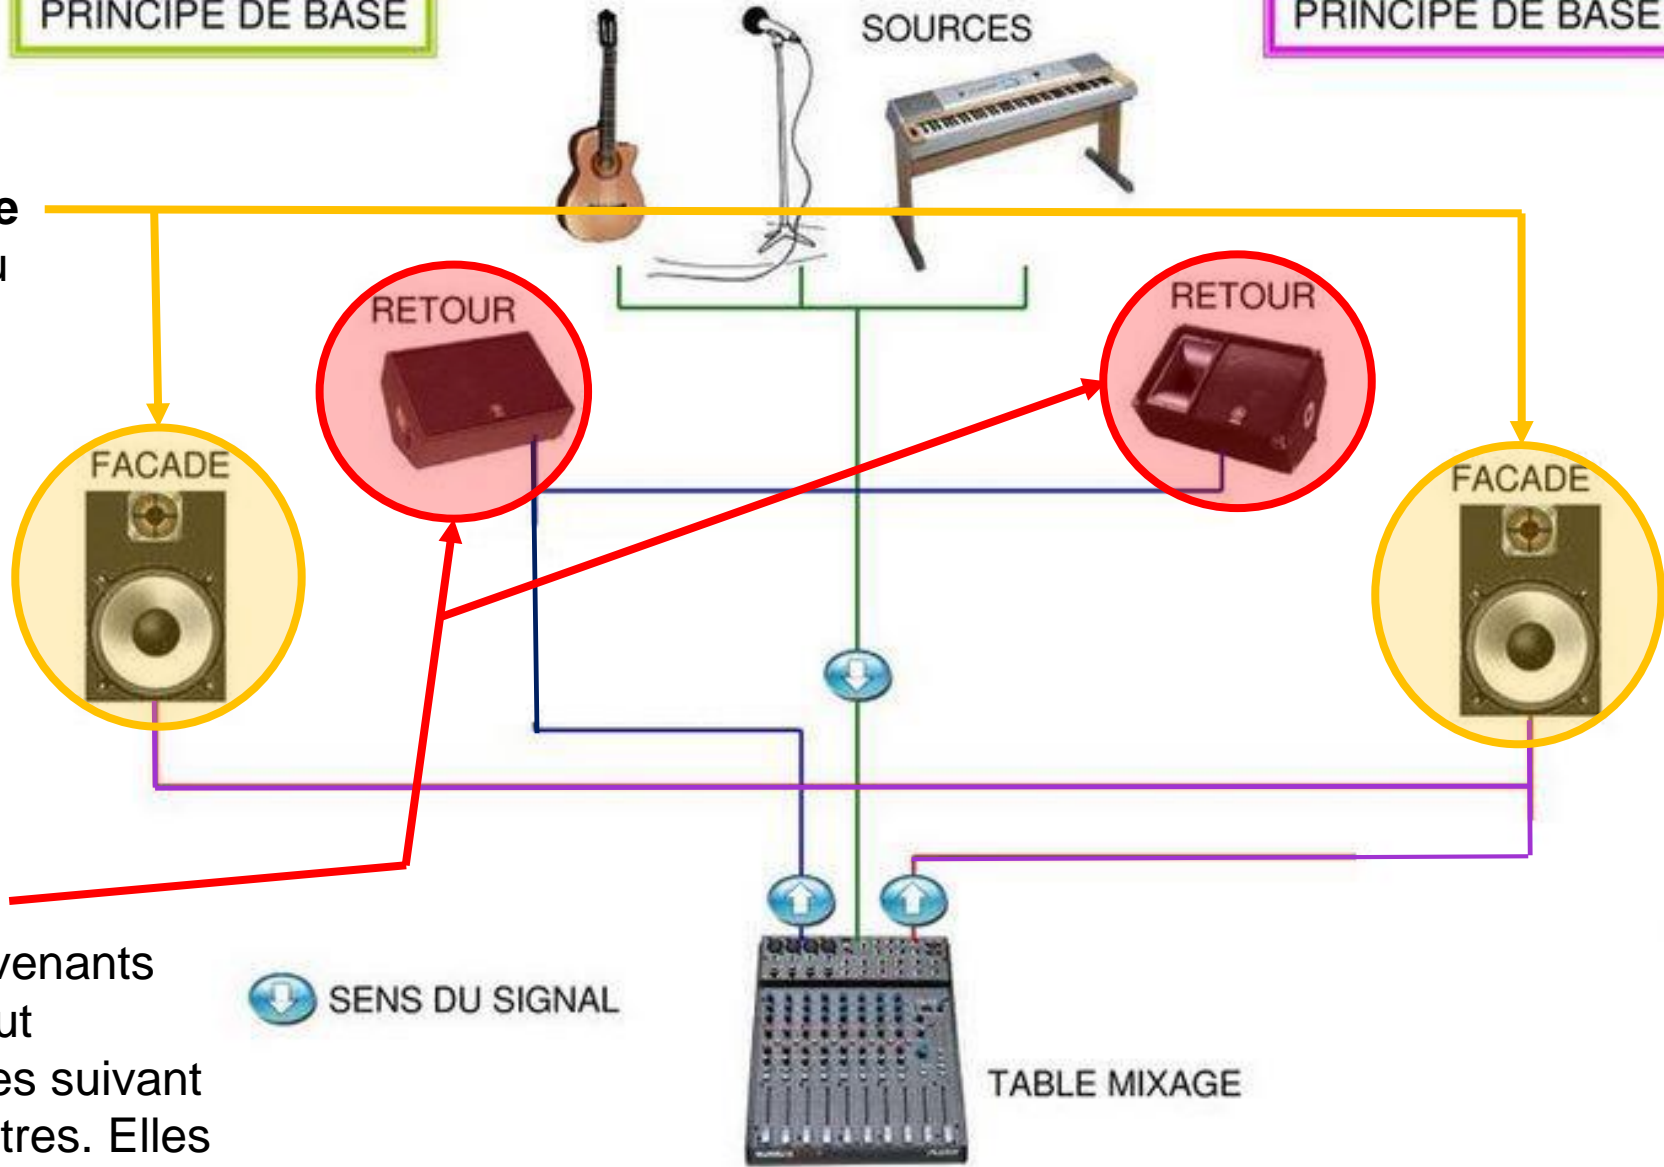 PRINCIPE DE BASE
SOURCES
PRINCIPE DE BASE
e
u
RETOUR
RETOUR
FACADE
FACADE
venants
ut
es suivant
tres. Elles
SENS DU SIGNAL
TABLE MIXAGE